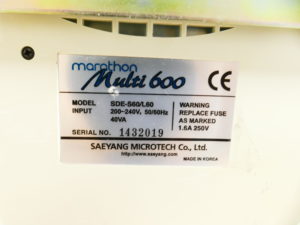 marathon
Multi 600
CE
MODEL SDE-S60/L60
INPUT 200~240V, 50/60Hz
40VA
WARNING
REPLACE FUSE
AS MARKED
1.6A 250V
SERIAL NO. 1432019
SAEYANG MICROTECH Co., Ltd.
http://www.saeyang.com
MADE IN KOREA